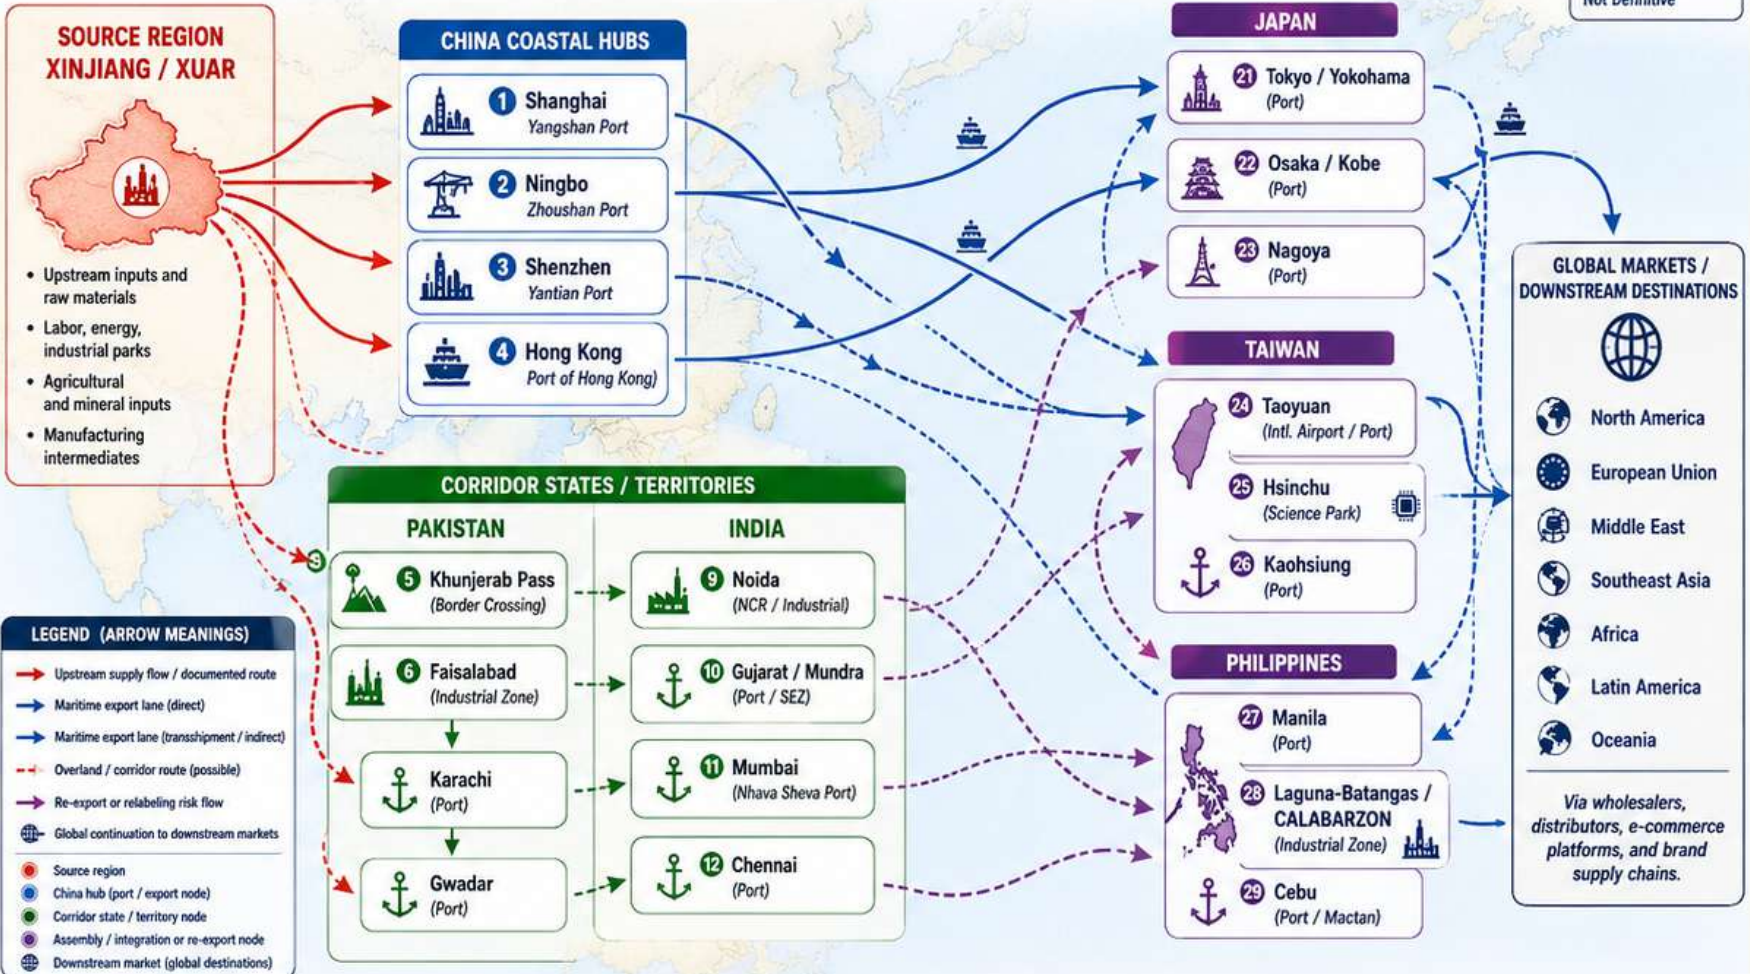 Not Definitive
SOURCE REGION
XINJIANG / XUAR
• Upstream inputs and
raw materials
• Labor, energy,
industrial parks
• Agricultural
and mineral inputs
• Manufacturing
intermediates
CHINA COASTAL HUBS
1 Shanghai
Yangshan Port
2 Ningbo
Zhoushan Port
3 Shenzhen
Yantian Port
4 Hong Kong
Port of Hong Kong)
CORRIDOR STATES / TERRITORIES
PAKISTAN
9
5 Khunjerab Pass
(Border Crossing)
6 Faisalabad
(Industrial Zone)
Karachi
(Port)
Gwadar
(Port)
INDIA
9 Noida
(NCR / Industrial)
10 Gujarat / Mundra
(Port / SEZ)
11 Mumbai
(Nhava Sheva Port)
12 Chennai
(Port)
JAPAN
21 Tokyo / Yokohama
(Port)
22 Osaka / Kobe
(Port)
23 Nagoya
(Port)
TAIWAN
24 Taoyuan
(Intl. Airport / Port)
25 Hsinchu
(Science Park)
26 Kaohsiung
(Port)
PHILIPPINES
27 Manila
(Port)
28 Laguna-Batangas /
CALABARZON
(Industrial Zone)
29 Cebu
(Port / Mactan)
GLOBAL MARKETS /
DOWNSTREAM DESTINATIONS
North America
European Union
Middle East
Southeast Asia
Africa
Latin America
Oceania
Via wholesalers,
distributors, e-commerce
platforms, and brand
supply chains.
LEGEND (ARROW MEANINGS)
Upstream supply flow / documented route
Maritime export lane (direct)
Maritime export lane (transshipment / indirect)
Overland / corridor route (possible)
Re-export or relabeling risk flow
Global continuation to downstream markets
Source region
China hub (port / export node)
Corridor state / territory node
Assembly / integration or re-export node
Downstream market (global destinations)